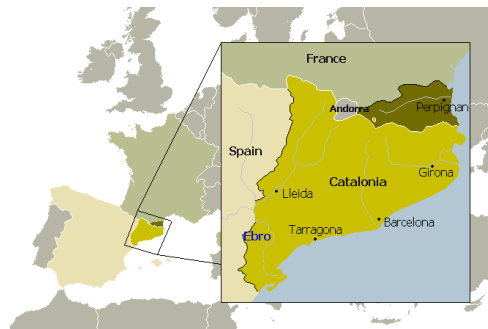 France
Andorra
Perpignan
Spain
Girona
Lleida
Catalonia
Barcelona
Tarragona
Ebro